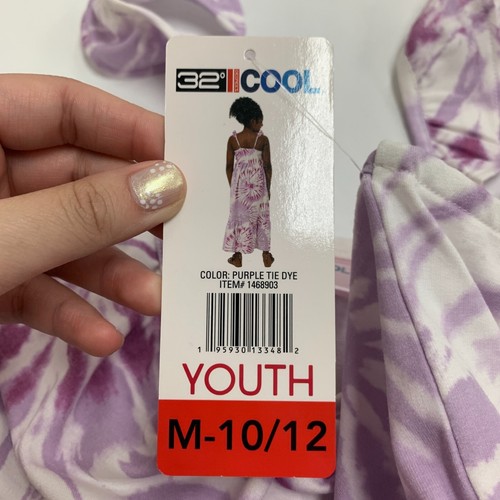 32° COOL
COLOR: PURPLE TIE DYE
ITEM# 1468903
1 95930 13348 2
YOUTH
M-10/12